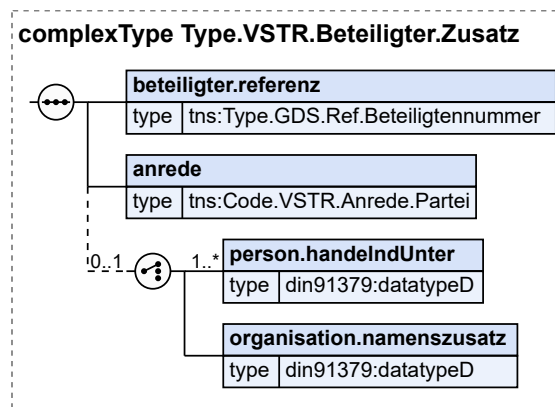 complexType Type.VSTR.Beteiligter.Zusatz
beteiligter.referenz
type tns:Type.GDS.Ref.Beteiligtennummer
anrede
type tns:Code.VSTR.Anrede.Partei
0..1
1..*
person.handelndUnter
type din91379:datatypeD
organisation.namenszusatz
type din91379:datatypeD